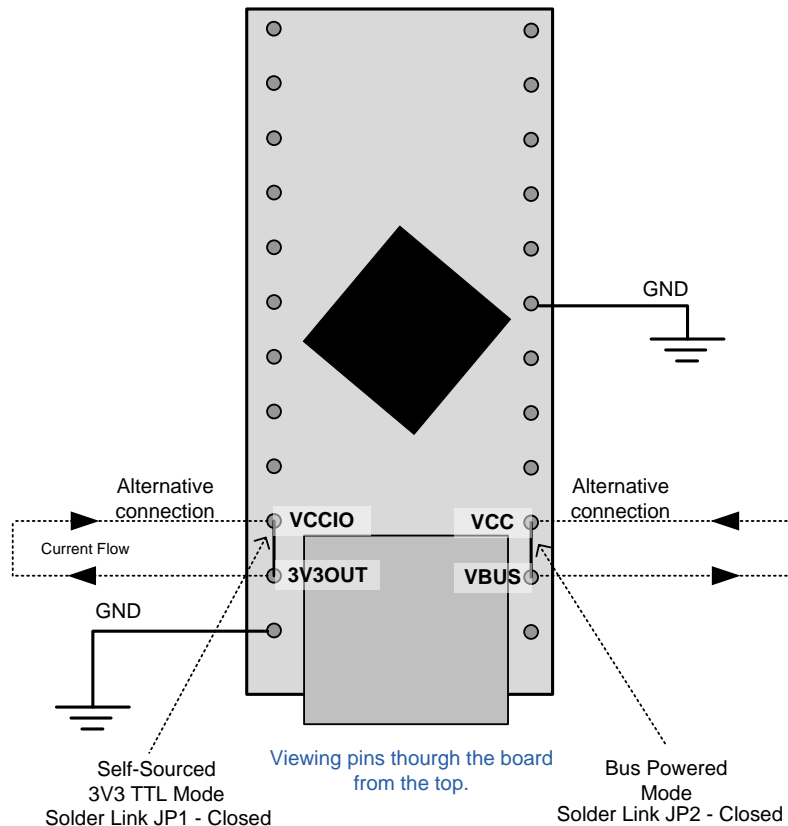 GND
Alternative
connection
Alternative
connection
VCCIO
VCC
Current Flow
3V3OUT
VBUS
GND
Viewing pins thourgh the board
from the top.
Self-Sourced
3V3 TTL Mode
Solder Link JP1 - Closed
Bus Powered
Mode
Solder Link JP2 - Closed